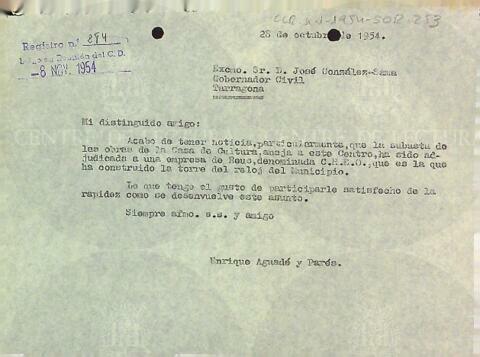 CLR g.d-1954-SOR.253
Registro n.º 294
Reunión del C.D.
-8 NOV. 1954
28 de octubre de 1954.
Excmo. Sr. D. José González-Sama
Gobernador Civil
Tarragona
Mi distinguido amigo:
Acabo de tener noticia,particularmente, que la subasta de
las obras de la Casa de Cultura, aneja a este Centro,ha sido ad-
judicada a una empresa de Reus,denominada C.H.E.O., que es la que
ha construido la torre del reloj del Municipio.
Lo que tengo el gusto de participarle satisfecho de la
rapidez como se desenvuelve este asunto.
Siempre afmo. s.s. y amigo
Enrique Aguadé y Parés.